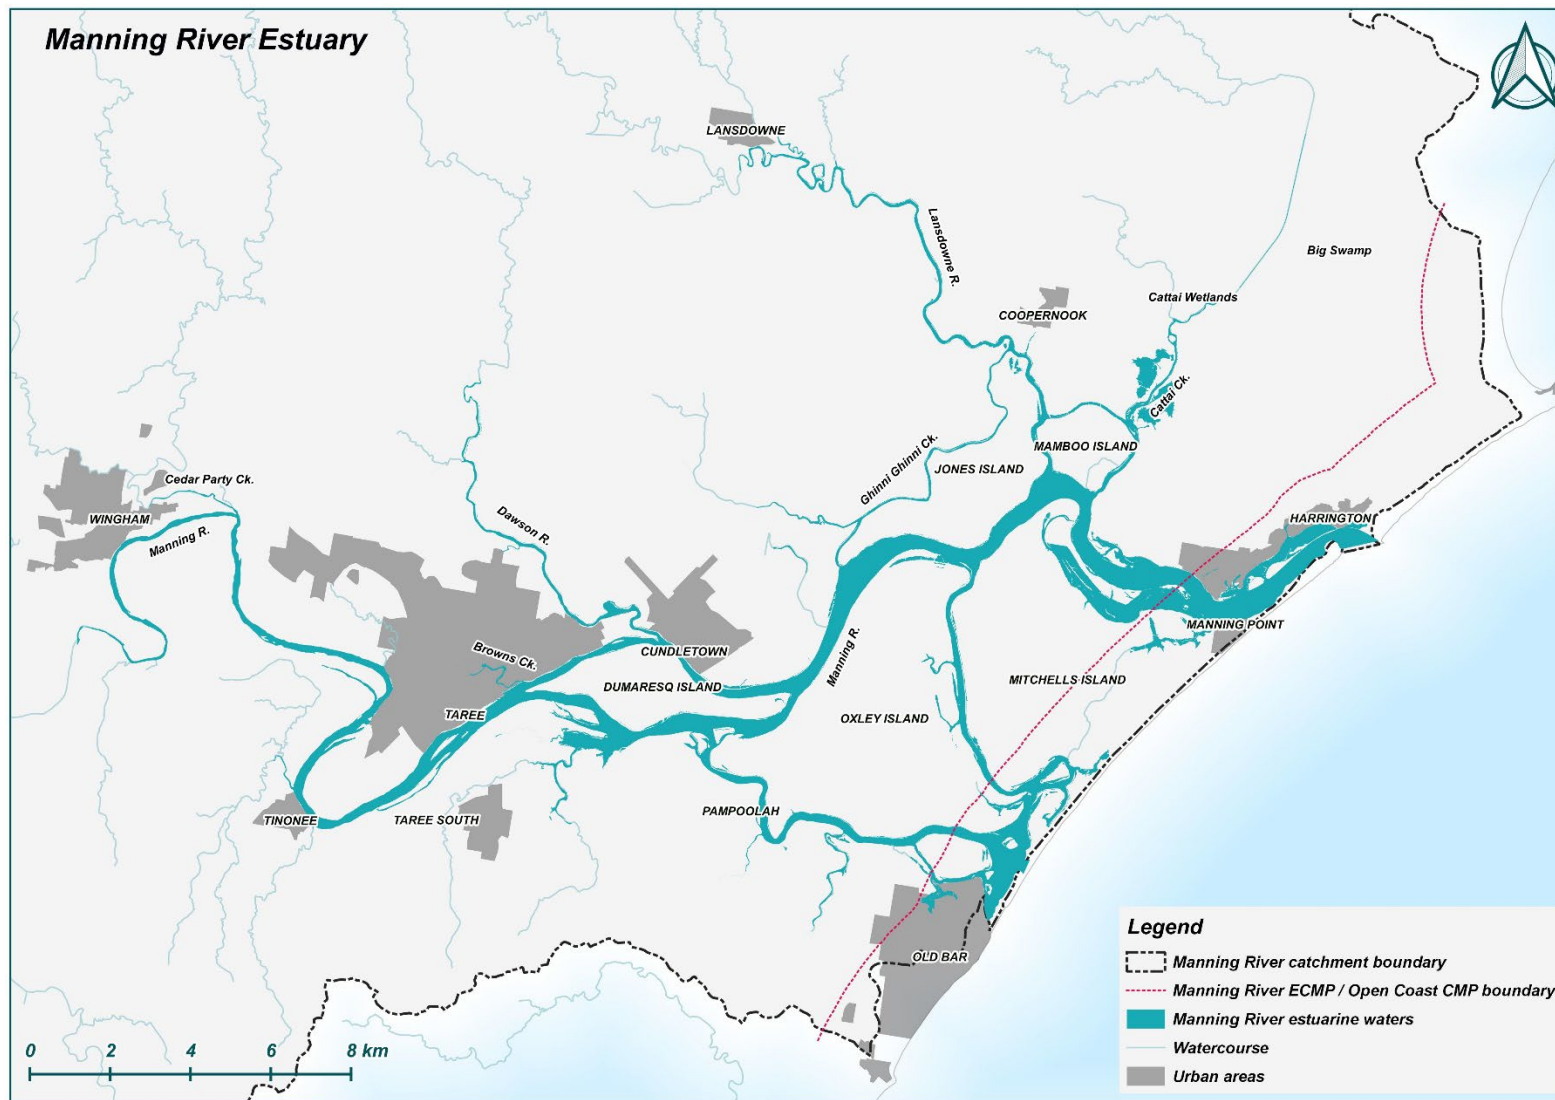 Manning River Estuary
LANSDOWNE
Lansdowne R.
Big Swamp
Cattai Wetlands
COOPERNOOK
Cattai Ck.
MAMBOO ISLAND
JONES ISLAND
Ghinni Ghinni Ck.
Cedar Party Ck.
WINGHAM
Manning R.
Dawson R.
HARRINGTON
MANNING POINT
Browns Ck.
CUNDLETOWN
Manning R.
DUMARESQ ISLAND
MITCHELLS ISLAND
TAREE
OXLEY ISLAND
TINONEE
TAREE SOUTH
PAMPOOLAH
OLD BAR
Legend
Manning River catchment boundary
Manning River ECMP / Open Coast CMP boundary
Manning River estuarine waters
Watercourse
Urban areas
0 2 4 6 8 km